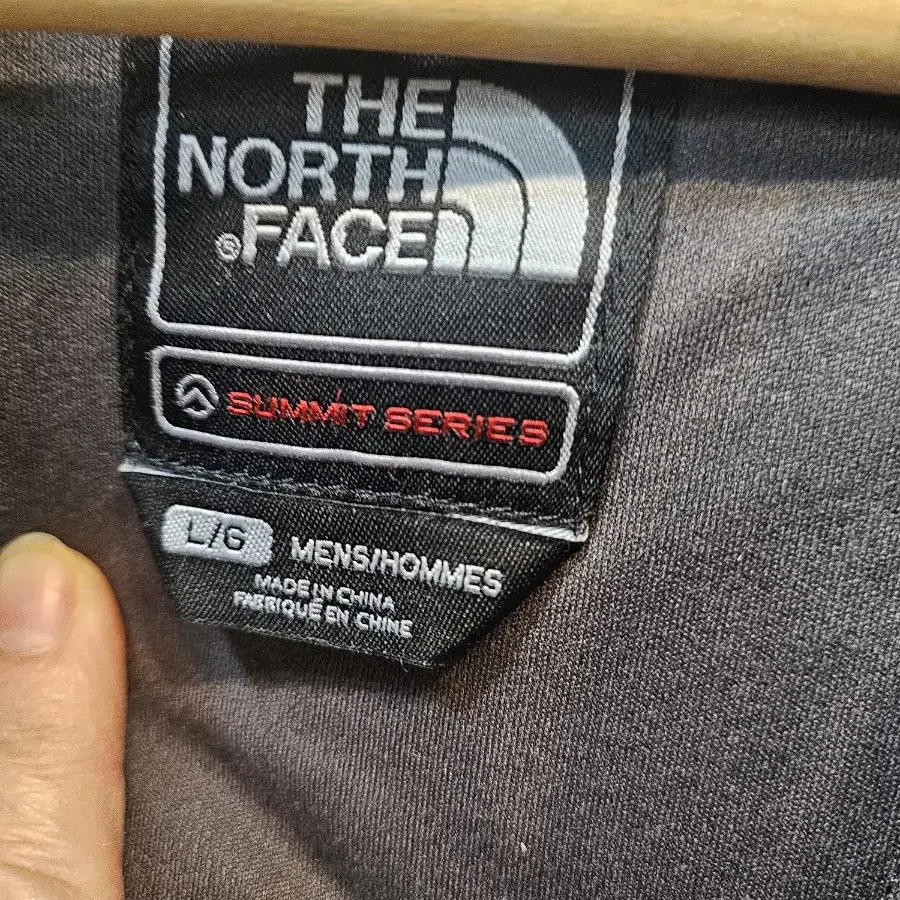 THE
NORTH
®FACE
SUMMIT SERIES
L/G MENS/HOMMES
MADE IN CHINA
FABRIQUÉ EN CHINE